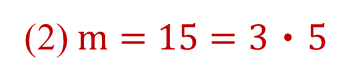 (2) m = 15 = 3 • 5